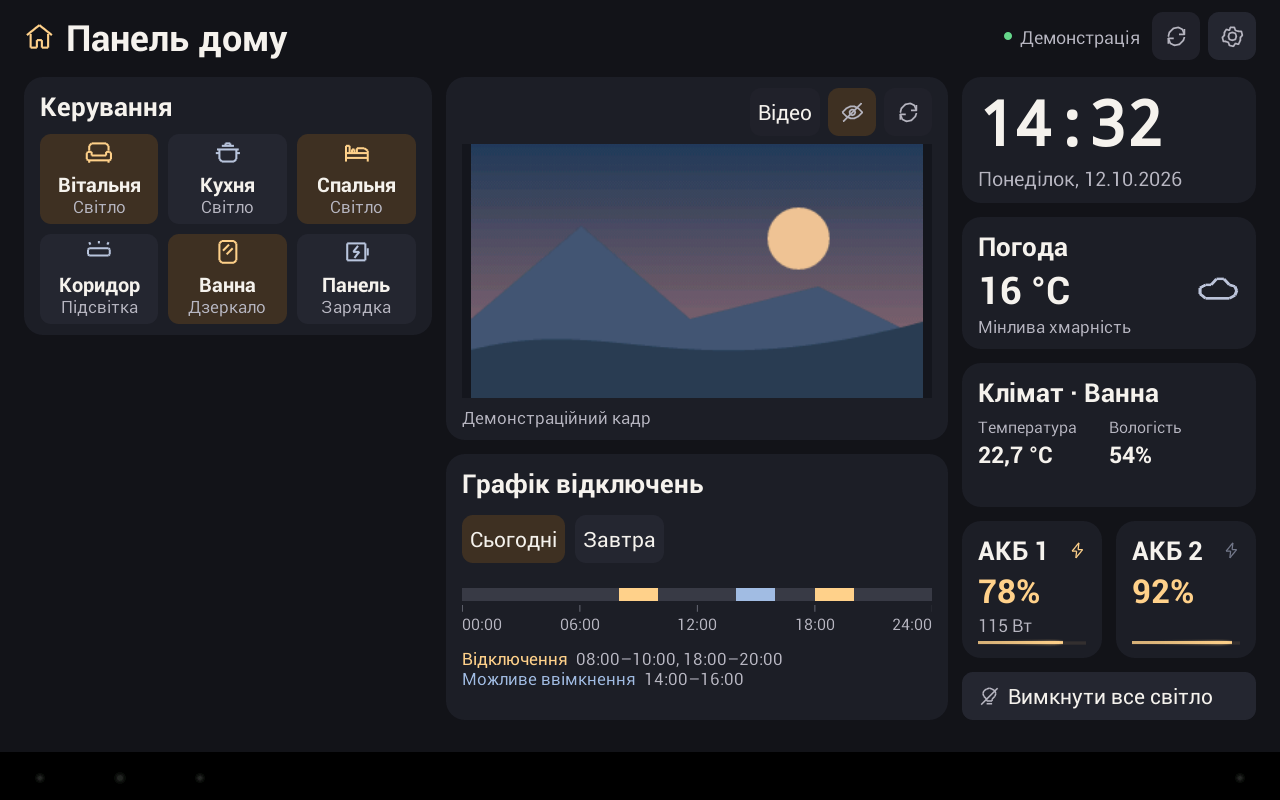 Панель дому
Демонстрація
Керування
Вітальня
Світло
Кухня
Світло
Спальня
Світло
Коридор
Підсвітка
Ванна
Дзеркало
Панель
Зарядка
Відео
Демонстраційний кадр
Графік відключень
Сьогодні
Завтра
00:00 06:00 12:00 18:00 24:00
Відключення 08:00–10:00, 18:00–20:00
Можливе ввімкнення 14:00–16:00
14:32
Понеділок, 12.10.2026
Погода
16 °C
Мінлива хмарність
Клімат · Ванна
Температура Вологість
22,7 °C 54%
АКБ 1
78%
115 Вт
АКБ 2
92%
Вимкнути все світло